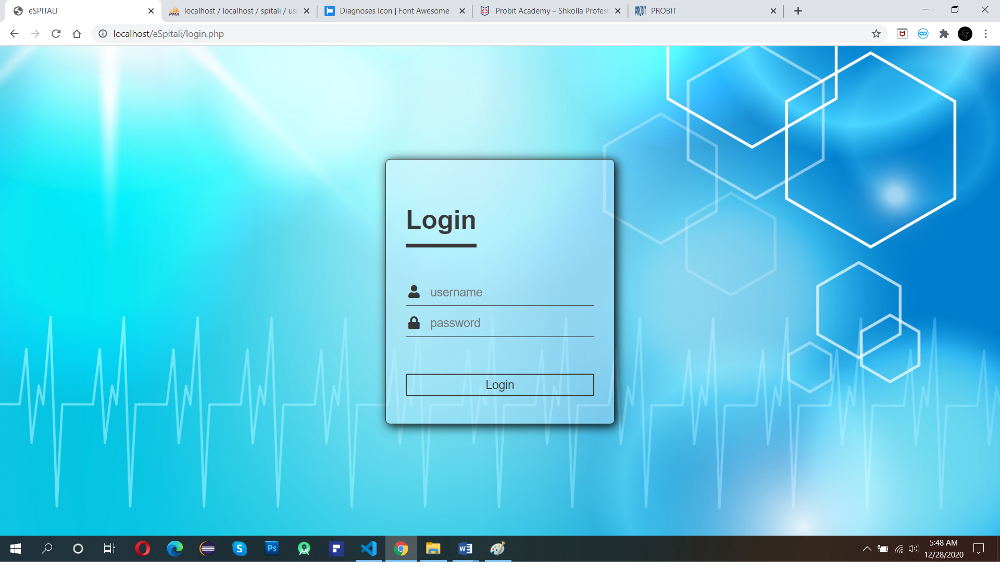 eSPITALI
localhost / localhost / spitali / use
Diagnoses Icon | Font Awesome
Probit Academy – Shkolla Profesi
PROBIT
localhost/eSpitali/login.php
Login
username
password
Login
5:48 AM
12/28/2020